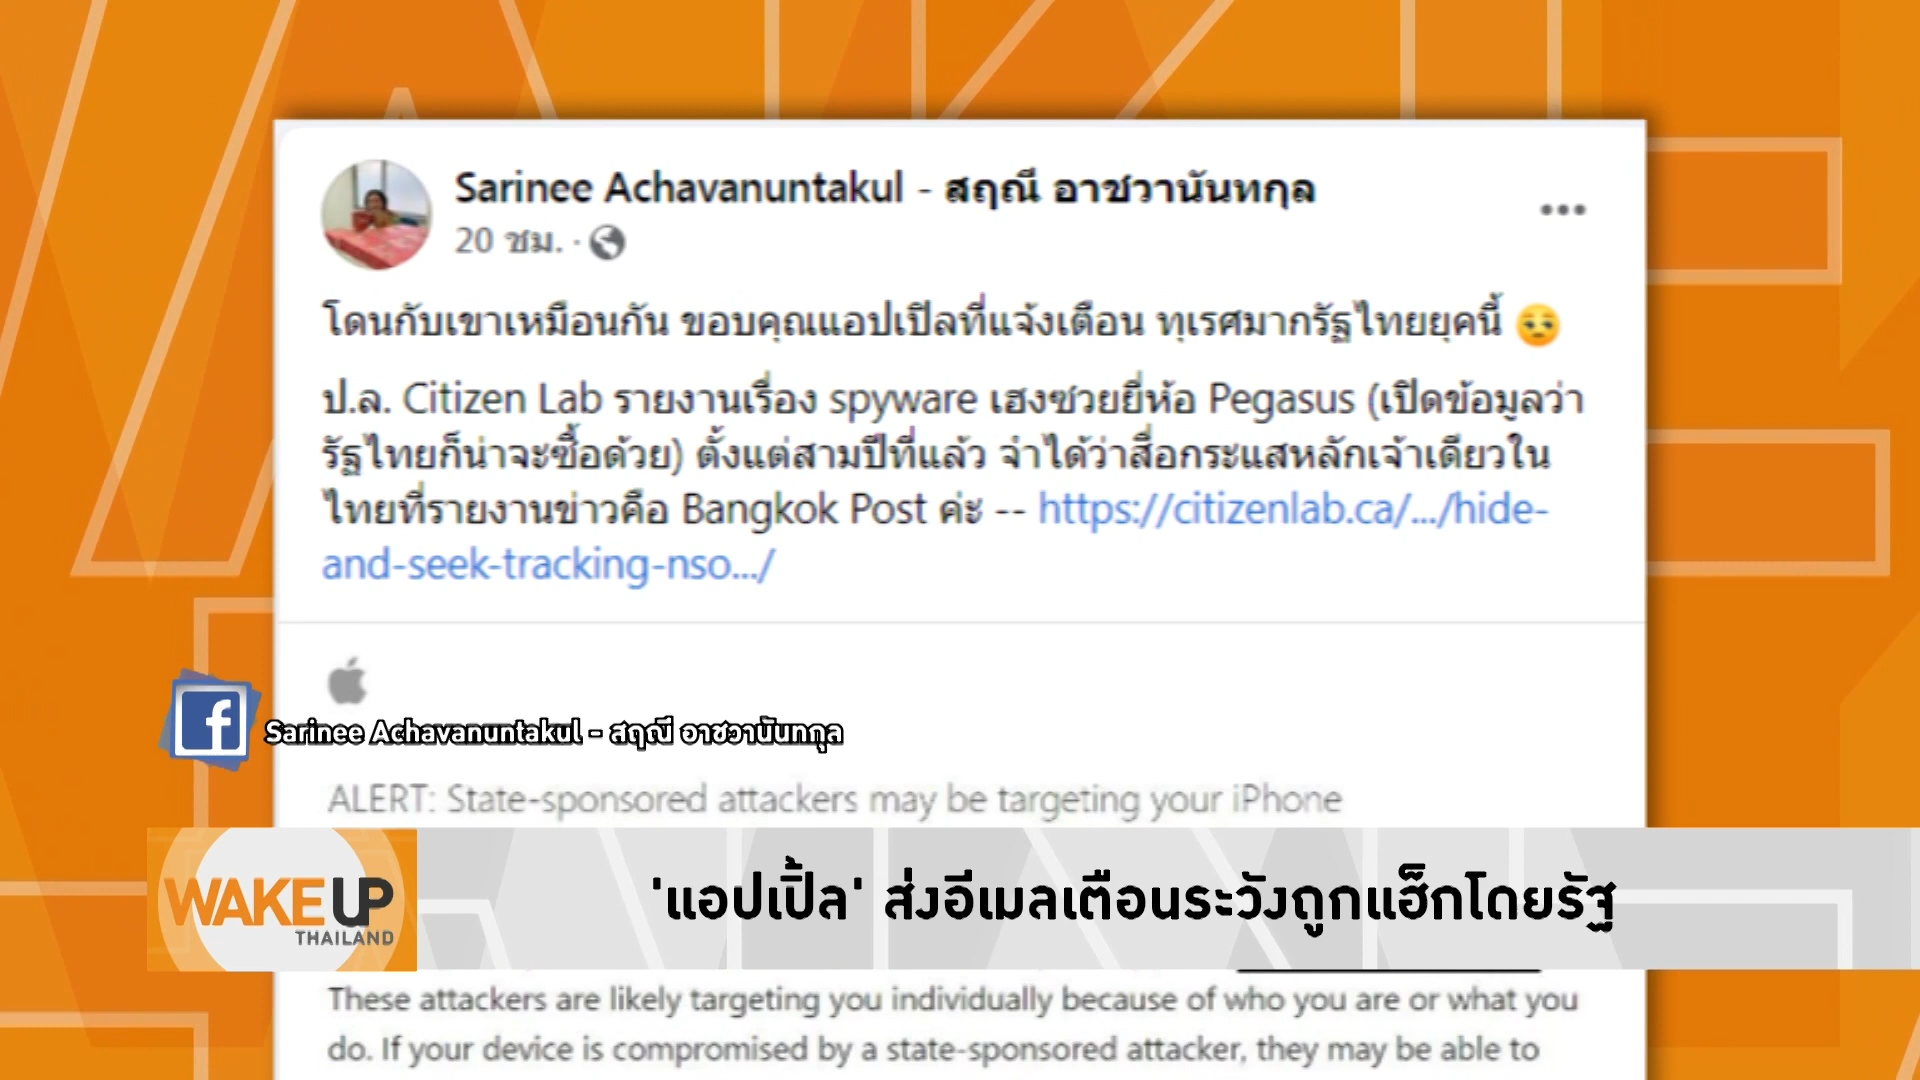 Sarinee Achavanuntakul - สฤณี อาชวานันทกุล
20 ชม. ·
โดนกับเขาเหมือนกัน ขอบคุณแอปเปิลที่แจ้งเตือน ทุเรศมากรัฐไทยยุคนี้
ป.ล. Citizen Lab รายงานเรื่อง spyware เฮงซวยยี่ห้อ Pegasus (เปิดข้อมูลว่า
รัฐไทยก็น่าจะซื้อด้วย) ตั้งแต่สามปีที่แล้ว จำได้ว่าสื่อกระแสหลักเจ้าเดียวใน
ไทยที่รายงานข่าวคือ Bangkok Post ค่ะ -- https://citizenlab.ca/.../hide-
and-seek-tracking-nso.../
f
Sarinee Achavanuntakul - สฤณี อาชวานันทกุล
ALERT: State-sponsored attackers may be targeting your iPhone
WAKE UP
THAILAND
'แอปเปิ้ล' ส่งอีเมลเตือนระวังถูกแฮ็กโดยรัฐ
These attackers are likely targeting you individually because of who you are or what you
do. If your device is compromised by a state-sponsored attacker, they may be able to